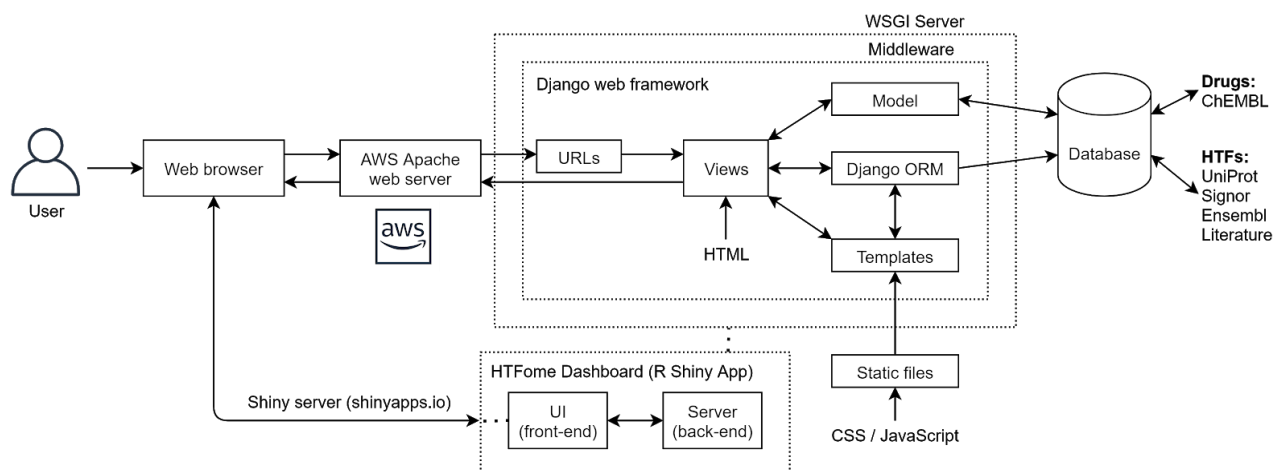 WSGI Server
Middleware
Django web framework
Model
Drugs:
ChEMBL
User
Web browser
AWS Apache
web server
aws
URLs
Views
Django ORM
Database
HTFs:
UniProt
Signor
Ensembl
Literature
HTML
Templates
HTFome Dashboard (R Shiny App)
Static files
Shiny server (shinyapps.io)
UI
(front-end)
Server
(back-end)
CSS / JavaScript